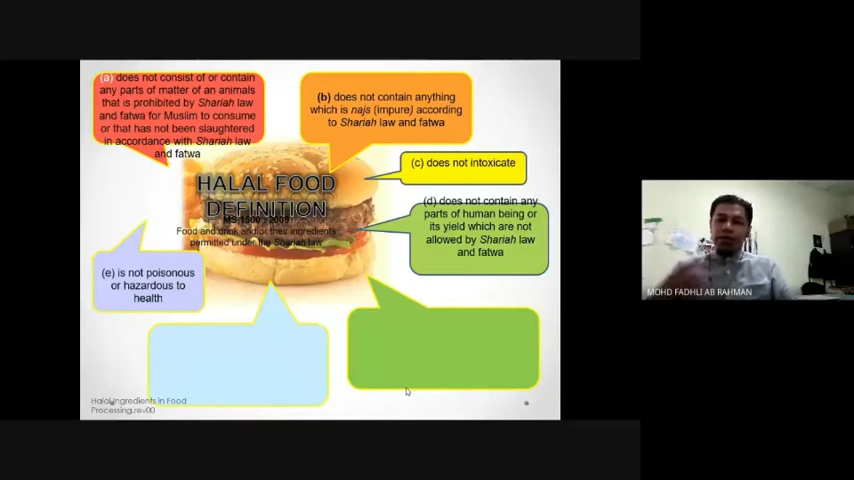 (a) does not consist of or contain
any parts of matter of an animals
that is prohibited by Shariah law
and fatwa for Muslim to consume
or that has not been slaughtered
in accordance with Shariah law
and fatwa
(b) does not contain anything
which is najs (impure) according
to Shariah law and fatwa
(c) does not intoxicate
HALAL FOOD
DEFINITION
MS 1500 : 2009
Food and drink and/or their ingredients
permitted under the Shariah law
(d) does not contain any
parts of human being or
its yield which are not
allowed by Shariah law
and fatwa
(e) is not poisonous
or hazardous to
health
Halal Ingredients in Food
Processing.rev00
MOHD FADHLI AB RAHMAN